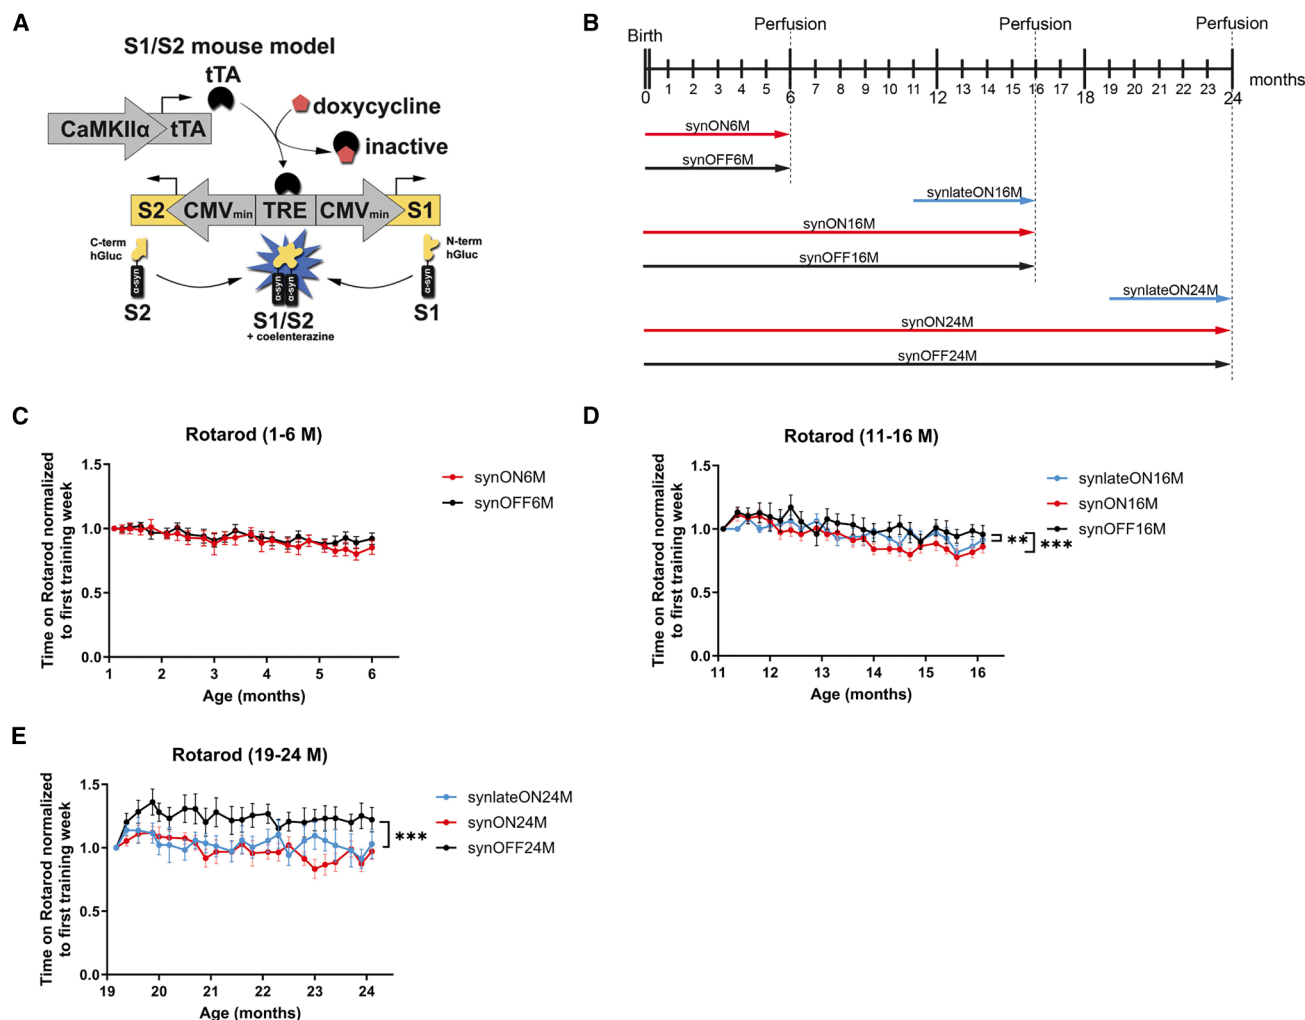 A
S1/S2 mouse model
tTA
doxycycline
CaMKIIα tTA
inactive
S2 CMVmin TRE CMVmin S1
C-term
hGluc
N-term
hGluc
α-syn
α-syn α-syn
α-syn
S2
S1/S2
S1
+ coelenterazine
B
Birth
Perfusion Perfusion Perfusion
0 1 2 3 4 5 6 7 8 9 10 11 12 13 14 15 16 17 18 19 20 21 22 23 24 months
synON6M
synOFF6M
synlateON16M
synON16M
synOFF16M
synlateON24M
synON24M
synOFF24M
C
Rotarod (1-6 M)
Time on Rotarod normalized
to first training week
1.5
1.0
0.5
0.0
1 2 3 4 5 6
Age (months)
synON6M
synOFF6M
D
Rotarod (11-16 M)
Time on Rotarod normalized
to first training week
1.5
1.0
0.5
0.0
11 12 13 14 15 16
Age (months)
synlateON16M
synON16M
synOFF16M
** ***
E
Rotarod (19-24 M)
Time on Rotarod normalized
to first training week
1.5
1.0
0.5
0.0
19 20 21 22 23 24
Age (months)
synlateON24M
synON24M
synOFF24M
***